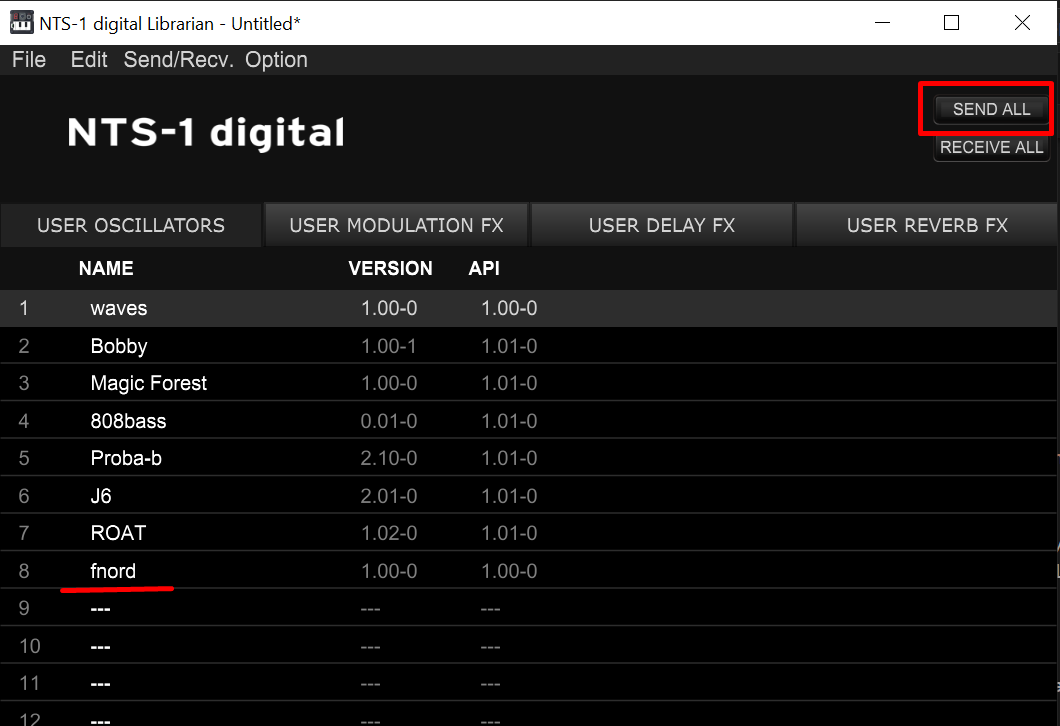 NTS-1 digital Librarian - Untitled*
File Edit Send/Recv. Option
NTS-1 digital
SEND ALL
RECEIVE ALL
USER OSCILLATORS USER MODULATION FX USER DELAY FX USER REVERB FX
NAME VERSION API
1 waves 1.00-0 1.00-0
2 Bobby 1.00-1 1.01-0
3 Magic Forest 1.00-0 1.01-0
4 808bass 0.01-0 1.01-0
5 Proba-b 2.10-0 1.01-0
6 J6 2.01-0 1.01-0
7 ROAT 1.02-0 1.01-0
8 fnord 1.00-0 1.00-0
9 --- --- ---
10 --- --- ---
11 --- --- ---
12 --- --- ---